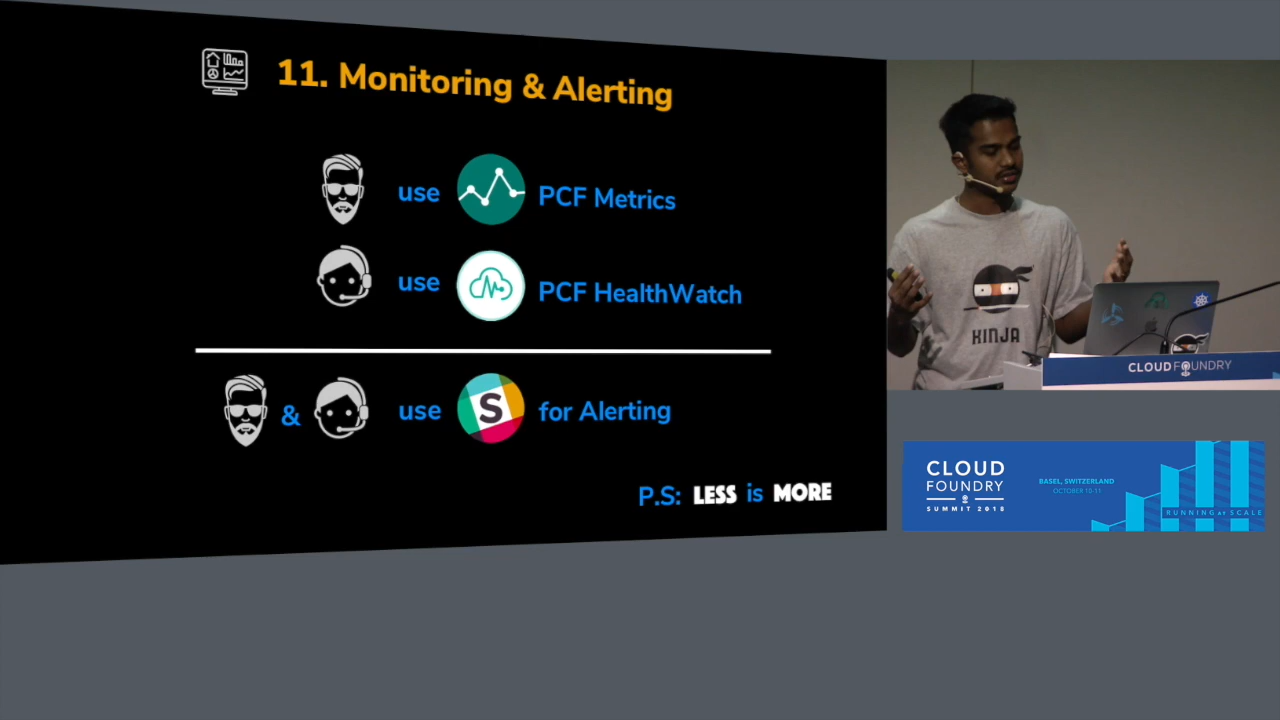 11. Monitoring & Alerting
use PCF Metrics
use PCF HealthWatch
& use S for Alerting
P.S: LESS is MORE
KINJA
CLOUD FOUNDRY
CLOUD
FOUNDRY
SUMMIT 2018
BASEL, SWITZERLAND
OCTOBER 10-11
RUNNING at SCALE